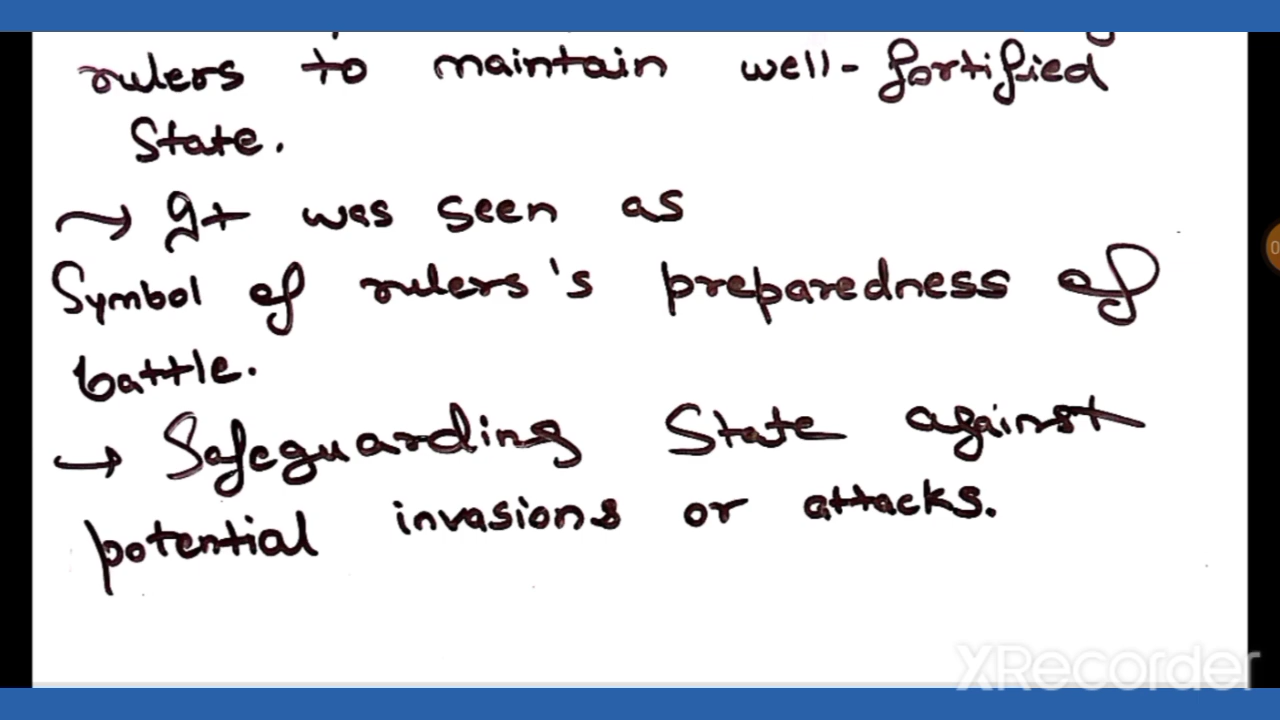 rulers to maintain well-fortified
State.
→ It was seen as
Symbol of rulers's preparedness of
battle.
→ Safeguarding State against
potential invasions or attacks.
XRecorder